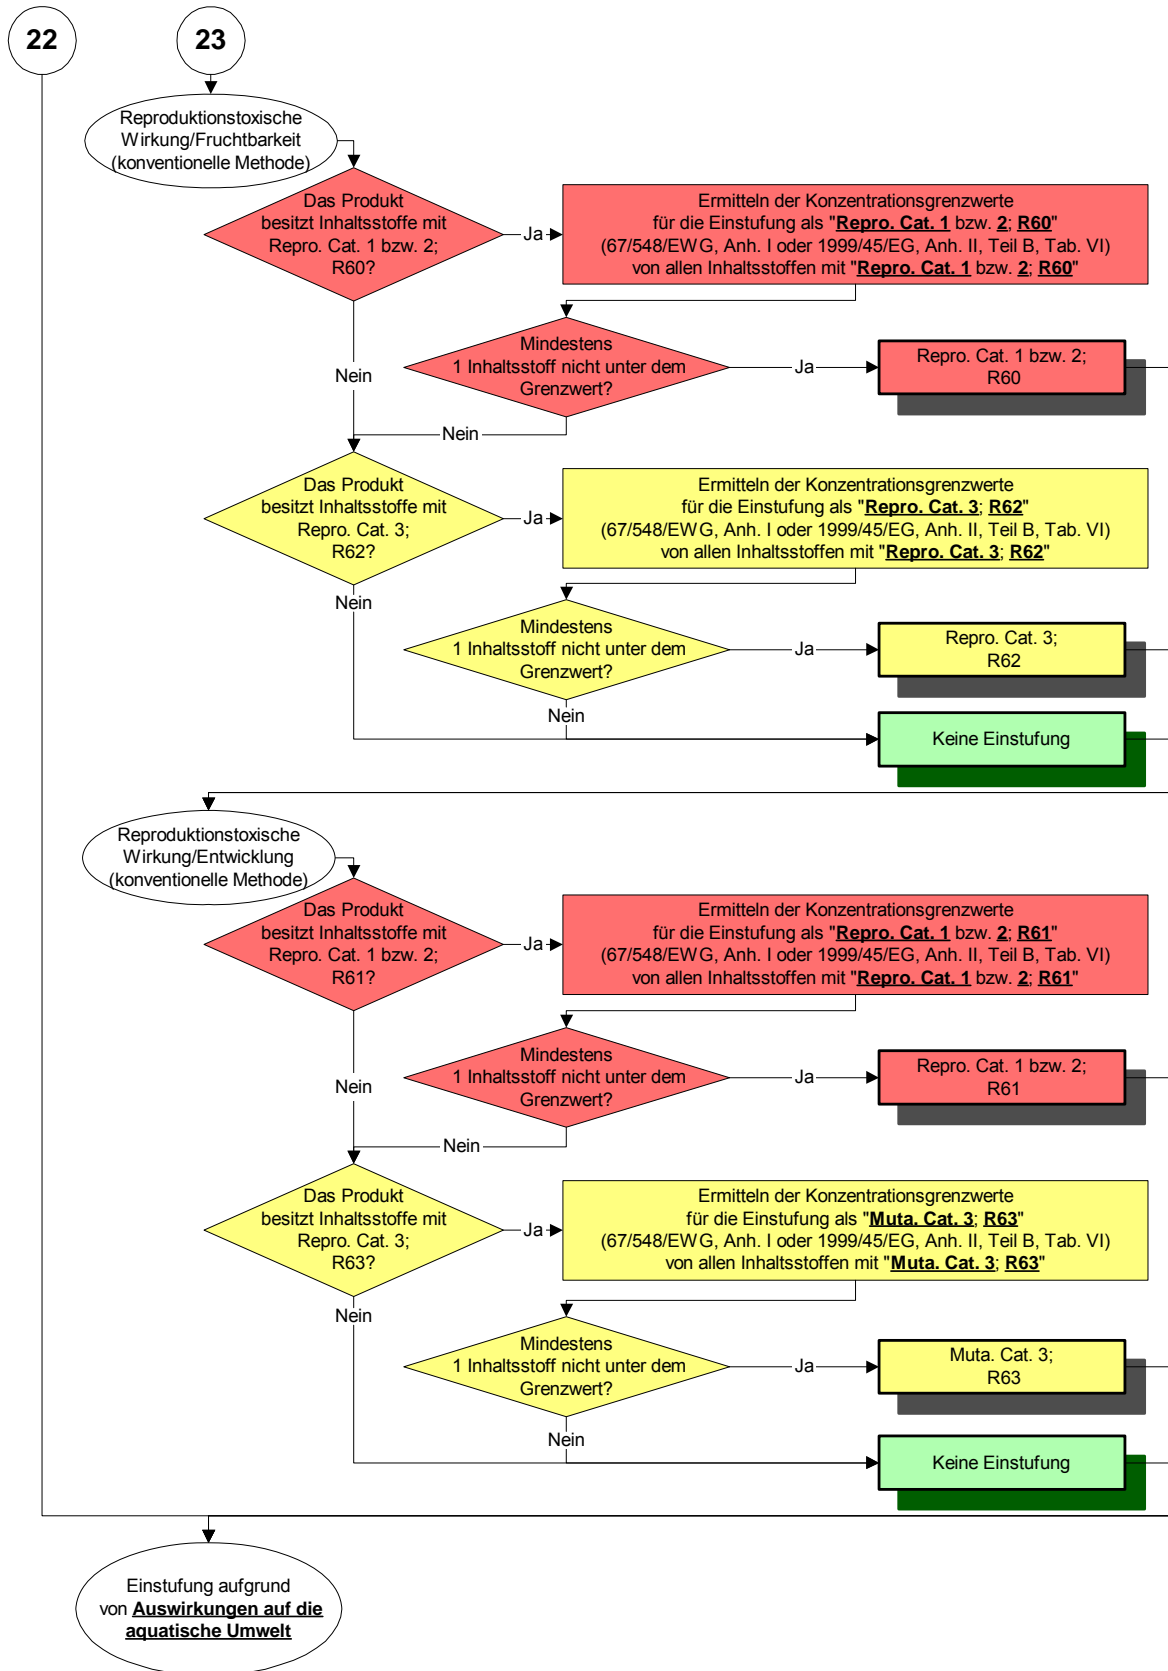 22
23
Reproduktionstoxische
Wirkung/Fruchtbarkeit
(konventionelle Methode)
Das Produkt
besitzt Inhaltsstoffe mit
Repro. Cat. 1 bzw. 2;
R60?
Ja
Ermitteln der Konzentrationsgrenzwerte
für die Einstufung als "Repro. Cat. 1 bzw. 2; R60"
(67/548/EWG, Anh. I oder 1999/45/EG, Anh. II, Teil B, Tab. VI)
von allen Inhaltsstoffen mit "Repro. Cat. 1 bzw. 2; R60"
Nein
Mindestens
1 Inhaltstoff nicht unter dem
Grenzwert?
Ja
Repro. Cat. 1 bzw. 2;
R60
Nein
Das Produkt
besitzt Inhaltsstoffe mit
Repro. Cat. 3;
R62?
Ja
Ermitteln der Konzentrationsgrenzwerte
für die Einstufung als "Repro. Cat. 3; R62"
(67/548/EWG, Anh. I oder 1999/45/EG, Anh. II, Teil B, Tab. VI)
von allen Inhaltsstoffen mit "Repro. Cat. 3; R62"
Nein
Mindestens
1 Inhaltstoff nicht unter dem
Grenzwert?
Ja
Repro. Cat. 3;
R62
Nein
Keine Einstufung
Reproduktionstoxische
Wirkung/Entwicklung
(konventionelle Methode)
Das Produkt
besitzt Inhaltsstoffe mit
Repro. Cat. 1 bzw. 2;
R61?
Ja
Ermitteln der Konzentrationsgrenzwerte
für die Einstufung als "Repro. Cat. 1 bzw. 2; R61"
(67/548/EWG, Anh. I oder 1999/45/EG, Anh. II, Teil B, Tab. VI)
von allen Inhaltsstoffen mit "Repro. Cat. 1 bzw. 2; R61"
Nein
Mindestens
1 Inhaltsstoff nicht unter dem
Grenzwert?
Ja
Repro. Cat. 1 bzw. 2;
R61
Nein
Das Produkt
besitzt Inhaltsstoffe mit
Repro. Cat. 3;
R63?
Ja
Ermitteln der Konzentrationsgrenzwerte
für die Einstufung als "Muta. Cat. 3; R63"
(67/548/EWG, Anh. I oder 1999/45/EG, Anh. II, Teil B, Tab. VI)
von allen Inhaltsstoffen mit "Muta. Cat. 3; R63"
Nein
Mindestens
1 Inhaltsstoff nicht unter dem
Grenzwert?
Ja
Muta. Cat. 3;
R63
Nein
Keine Einstufung
Einstufung aufgrund
von Auswirkungen auf die
aquatische Umwelt